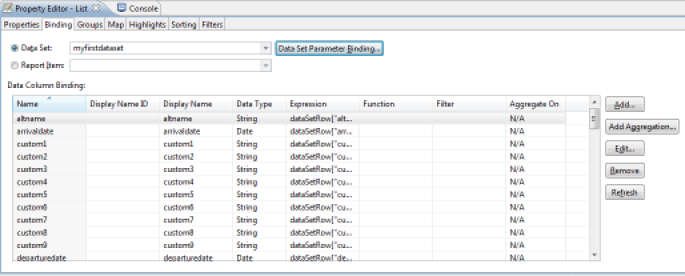 Property Editor - List Console
Properties Binding Groups Map Highlights Sorting Filters
Data Set: myfirstdataset Data Set Parameter Binding...
Report Item:
Data Column Binding:
Name Display Name ID Display Name Data Type Expression Function Filter Aggregate On
altname altname String dataSetRow["alt... N/A
arrivaldate arrivaldate Date dataSetRow["arr... N/A
custom1 custom1 String dataSetRow["cu... N/A
custom2 custom2 String dataSetRow["cu... N/A
custom3 custom3 String dataSetRow["cu... N/A
custom4 custom4 String dataSetRow["cu... N/A
custom5 custom5 String dataSetRow["cu... N/A
custom6 custom6 String dataSetRow["cu... N/A
custom7 custom7 String dataSetRow["cu... N/A
custom8 custom8 String dataSetRow["cu... N/A
custom9 custom9 String dataSetRow["cu... N/A
departuredate departuredate Date dataSetRow["de... N/A
Add...
Add Aggregation...
Edit...
Remove
Refresh